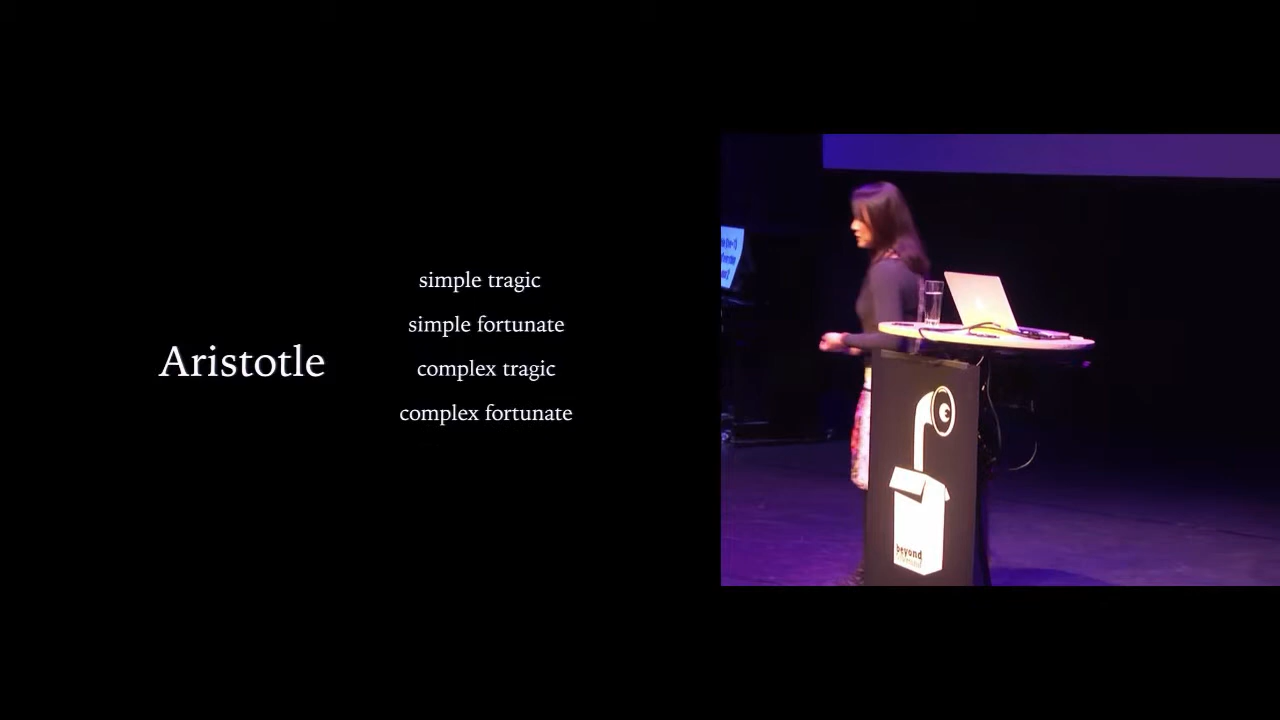 Aristotle
simple tragic
simple fortunate
complex tragic
complex fortunate
beyond